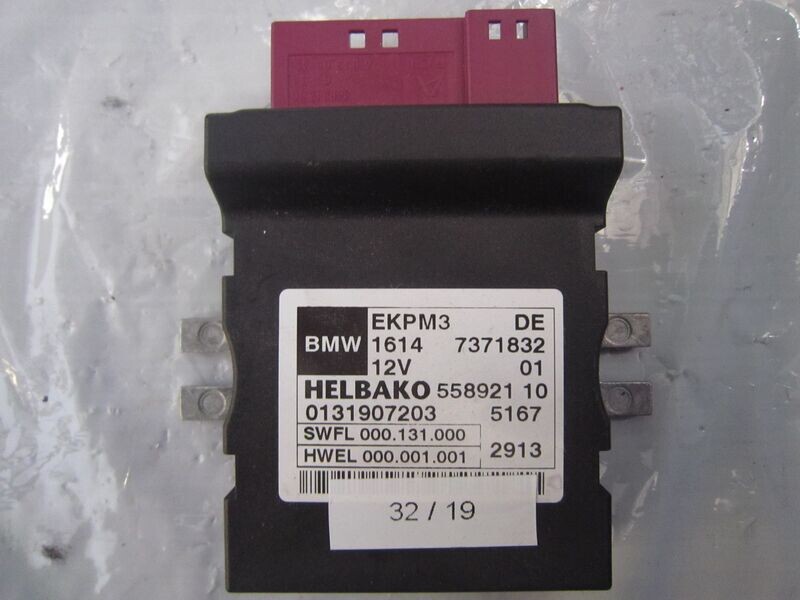 BMW
EKPM3 DE
1614 7371832
12V 01
HELBAKO 558921 10
0131907203 5167
SWFL 000.131.000
HWEL 000.001.001 2913
32 / 19